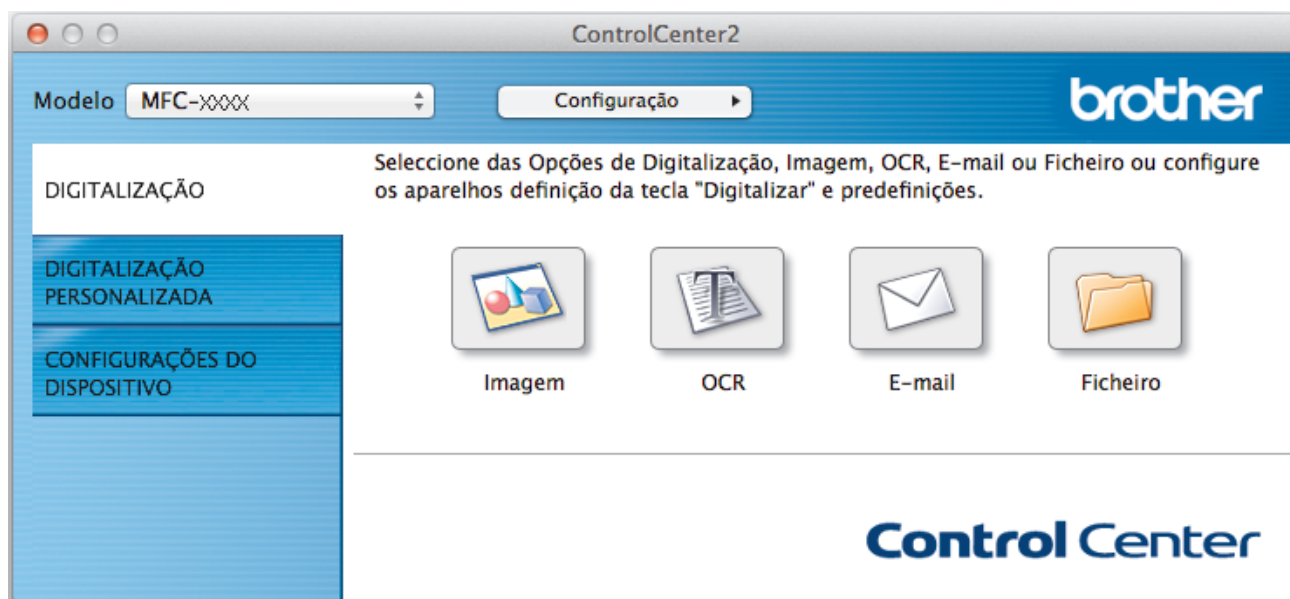 ControlCenter2
Modelo MFC-XXXX Configuração brother
Seleccione das Opções de Digitalização, Imagem, OCR, E-mail ou Ficheiro ou configure
os aparelhos definição da tecla "Digitalizar" e predefinições.
DIGITALIZAÇÃO
DIGITALIZAÇÃO
PERSONALIZADA
CONFIGURAÇÕES DO
DISPOSITIVO
T
Imagem OCR E-mail Ficheiro
Control Center